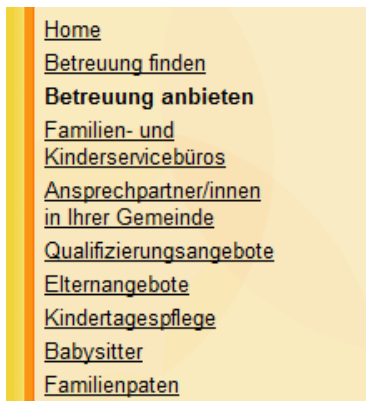 Home
Betreuung finden
Betreuung anbieten
Familien- und
Kinderservicebüros
Ansprechpartner/innen
in Ihrer Gemeinde
Qualifizierungsangebote
Elternangebote
Kindertagespflege
Babysitter
Familienpaten